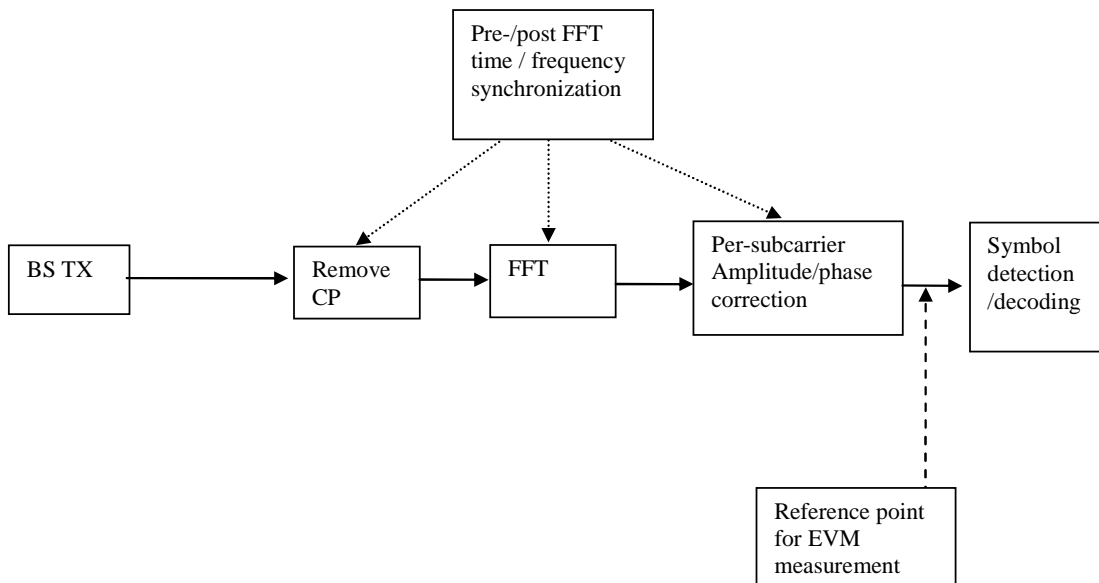 Pre-/post FFT
time / frequency
synchronization
BS TX
Remove
CP
FFT
Per-subcarrier
Amplitude/phase
correction
Symbol
detection
/decoding
Reference point
for EVM
measurement